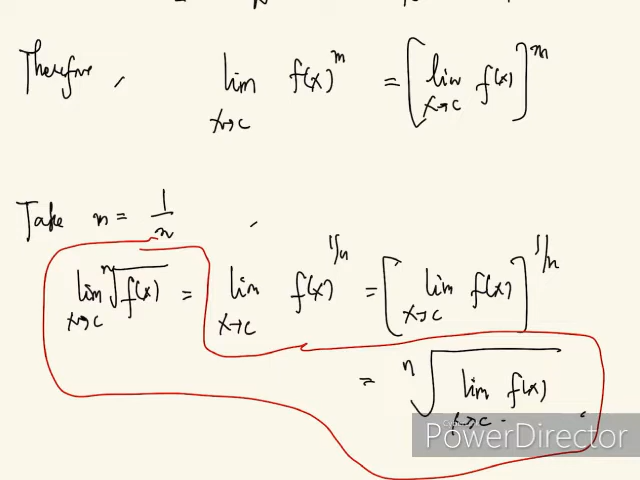 Therefore, lim x→c f(x)^m = [lim x→c f(x)]^m
Take m = 1/n,
lim x→c ⁿ√f(x) = lim x→c f(x)^1/n = [lim x→c f(x)]^1/n
= ⁿ√lim x→c f(x).
PowerDirector